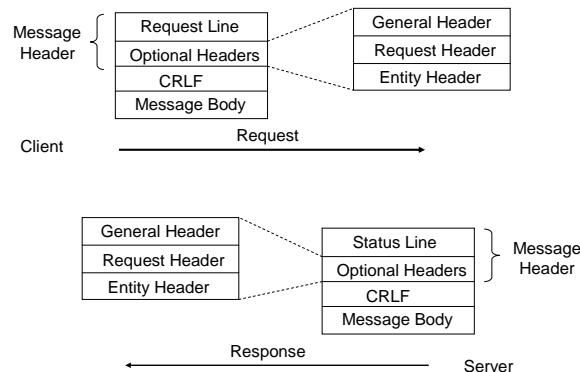 Message
Header
Request Line
Optional Headers
CRLF
Message Body
General Header
Request Header
Entity Header
Request
Client
General Header
Request Header
Entity Header
Status Line
Optional Headers
CRLF
Message Body
Message
Header
Response
Server